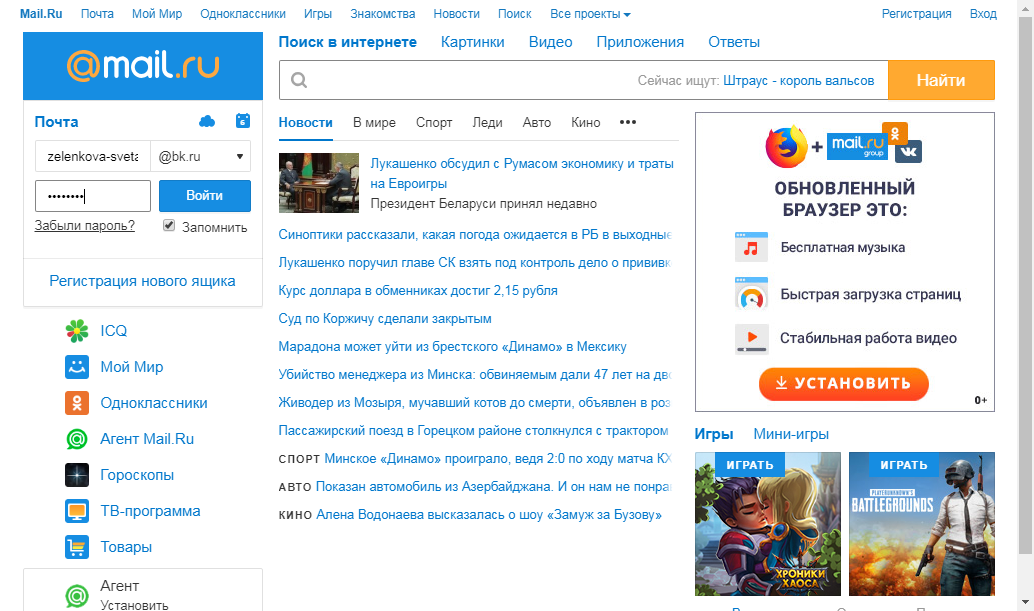 Mail.Ru Почта Мой Мир Одноклассники Игры Знакомства Новости Поиск Все проекты Регистрация Вход
@mail.ru
Поиск в интернете Картинки Видео Приложения Ответы
Сейчас ищут: Штраус - король вальсов Найти
Почта 6
zelenkova-sveta @bk.ru
•••••••• Войти
Забыли пароль? Запомнить
Регистрация нового ящика
ICQ
Мой Мир
Одноклассники
Агент Mail.Ru
Гороскопы
ТВ-программа
Товары
Агент
Установить
Новости В мире Спорт Леди Авто Кино •••
Лукашенко обсудил с Румасом экономику и траты
на Евроигры
Президент Беларуси принял недавно
Синоптики рассказали, какая погода ожидается в РБ в выходные
Лукашенко поручил главе СК взять под контроль дело о прививк
Курс доллара в обменниках достиг 2,15 рубля
Суд по Коржичу сделали закрытым
Марадона может уйти из брестского «Динамо» в Мексику
Убийство менеджера из Минска: обвиняемым дали 47 лет на дво
Живодер из Мозыря, мучавший котов до смерти, объявлен в роз
Пассажирский поезд в Горецком районе столкнулся с трактором
СПОРТ Минское «Динамо» проиграло, ведя 2:0 по ходу матча КХ
АВТО Показан автомобиль из Азербайджана. И он нам не понра
КИНО Алена Водонаева высказалась о шоу «Замуж за Бузову»
+ mail.ru
group
ОБНОВЛЕННЫЙ
БРАУЗЕР ЭТО:
Бесплатная музыка
Быстрая загрузка страниц
Стабильная работа видео
УСТАНОВИТЬ
0+
Игры Мини-игры
ИГРАТЬ ИГРАТЬ
ХРОНИКИ
ХАОСА
PLAYERUNKNOWN'S
BATTLEGROUNDS